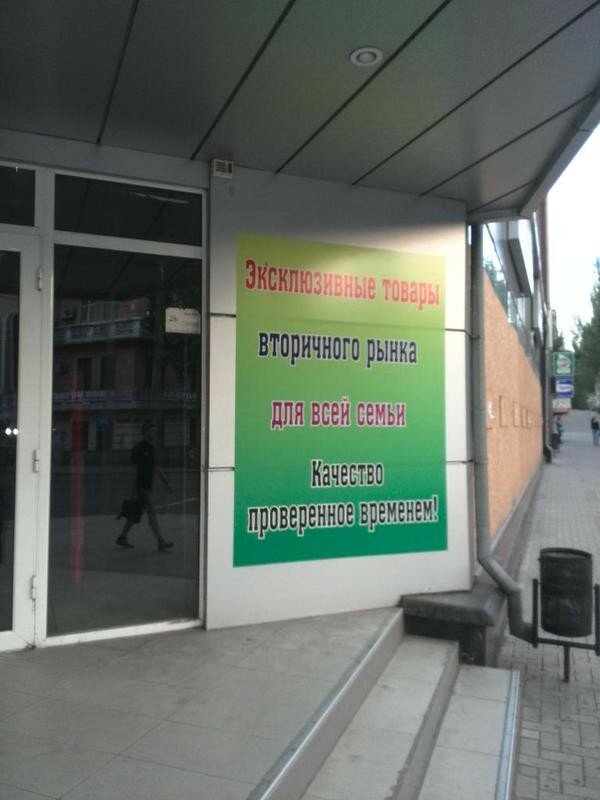 Эксклюзивные товары
вторичного рынка
для всей семьи
Качество
проверенное временем!